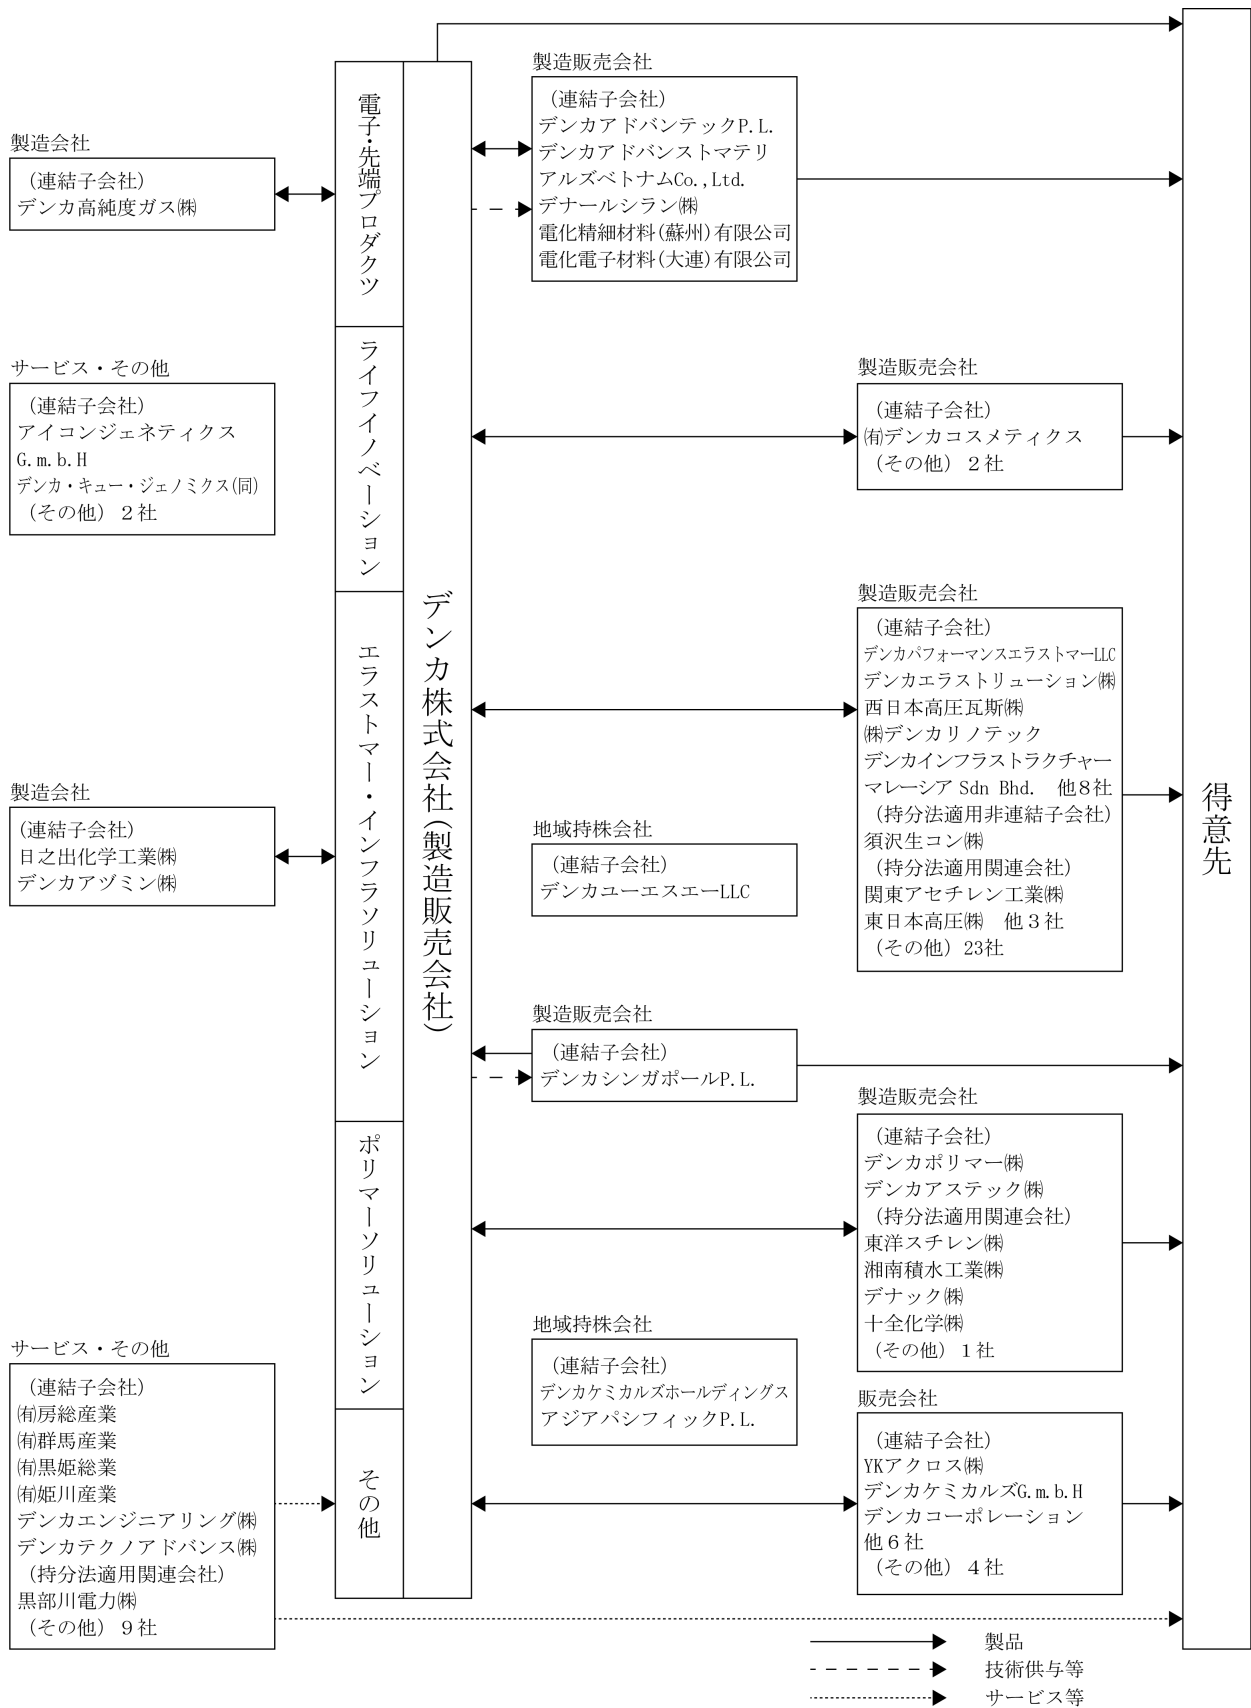 製造会社
（連結子会社）
デンカ高純度ガス㈱
サービス・その他
（連結子会社）
アイコンジェネティクス
G.m.b.H
デンカ・キュー・ジェノミクス(同)
（その他）２社
製造会社
（連結子会社）
日之出化学工業㈱
デンカアヅミン㈱
サービス・その他
（連結子会社）
㈲房総産業
㈲群馬産業
㈲黒姫総業
㈲姫川産業
デンカエンジニアリング㈱
デンカテクノアドバンス㈱
（持分法適用関連会社）
黒部川電力㈱
（その他）９社
電子・先端プロダクツ
ライフイノベーション
エラストマー・インフラソリューション
ポリマーソリューション
その他
デンカ株式会社（製造販売会社）
製造販売会社
（連結子会社）
デンカアドバンテックP.L.
デンカアドバンストマテリ
アルズベトナムCo.,Ltd.
デナールシラン㈱
電化精細材料(蘇州)有限公司
電化電子材料(大連)有限公司
製造販売会社
（連結子会社）
㈲デンカコスメティクス
（その他）２社
製造販売会社
（連結子会社）
デンカパフォーマンスエラストマーLLC
デンカエラストリューション㈱
西日本高圧瓦斯㈱
㈱デンカリノテック
デンカインフラストラクチャー
マレーシア Sdn Bhd.　他８社
（持分法適用非連結子会社）
須沢生コン㈱
（持分法適用関連会社）
関東アセチレン工業㈱
東日本高圧㈱　他３社
（その他）23社
地域持株会社
（連結子会社）
デンカユーエスエーLLC
製造販売会社
（連結子会社）
デンカシンガポールP.L.
製造販売会社
（連結子会社）
デンカポリマー㈱
デンカアステック㈱
（持分法適用関連会社）
東洋スチレン㈱
湘南積水工業㈱
デナック㈱
十全化学㈱
（その他）１社
地域持株会社
（連結子会社）
デンカケミカルズホールディングス
アジアパシフィックP.L.
販売会社
（連結子会社）
YKアクロス㈱
デンカケミカルズG.m.b.H
デンカコーポレーション
他６社
（その他）４社
得意先
製品
技術供与等
サービス等